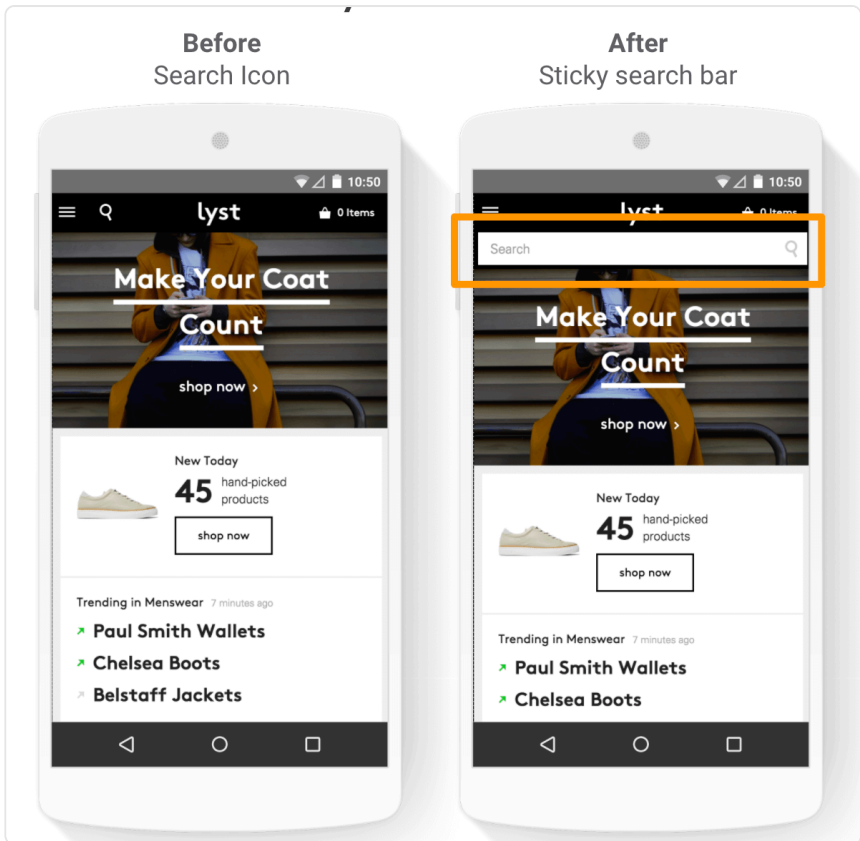 Before
Search Icon
10:50
lyst
0 Items
Make Your Coat
Count
shop now >
New Today
45 hand-picked
products
shop now
Trending in Menswear 7 minutes ago
Paul Smith Wallets
Chelsea Boots
Belstaff Jackets
After
Sticky search bar
10:50
lyst
0 Items
Search
Make Your Coat
Count
shop now >
New Today
45 hand-picked
products
shop now
Trending in Menswear 7 minutes ago
Paul Smith Wallets
Chelsea Boots